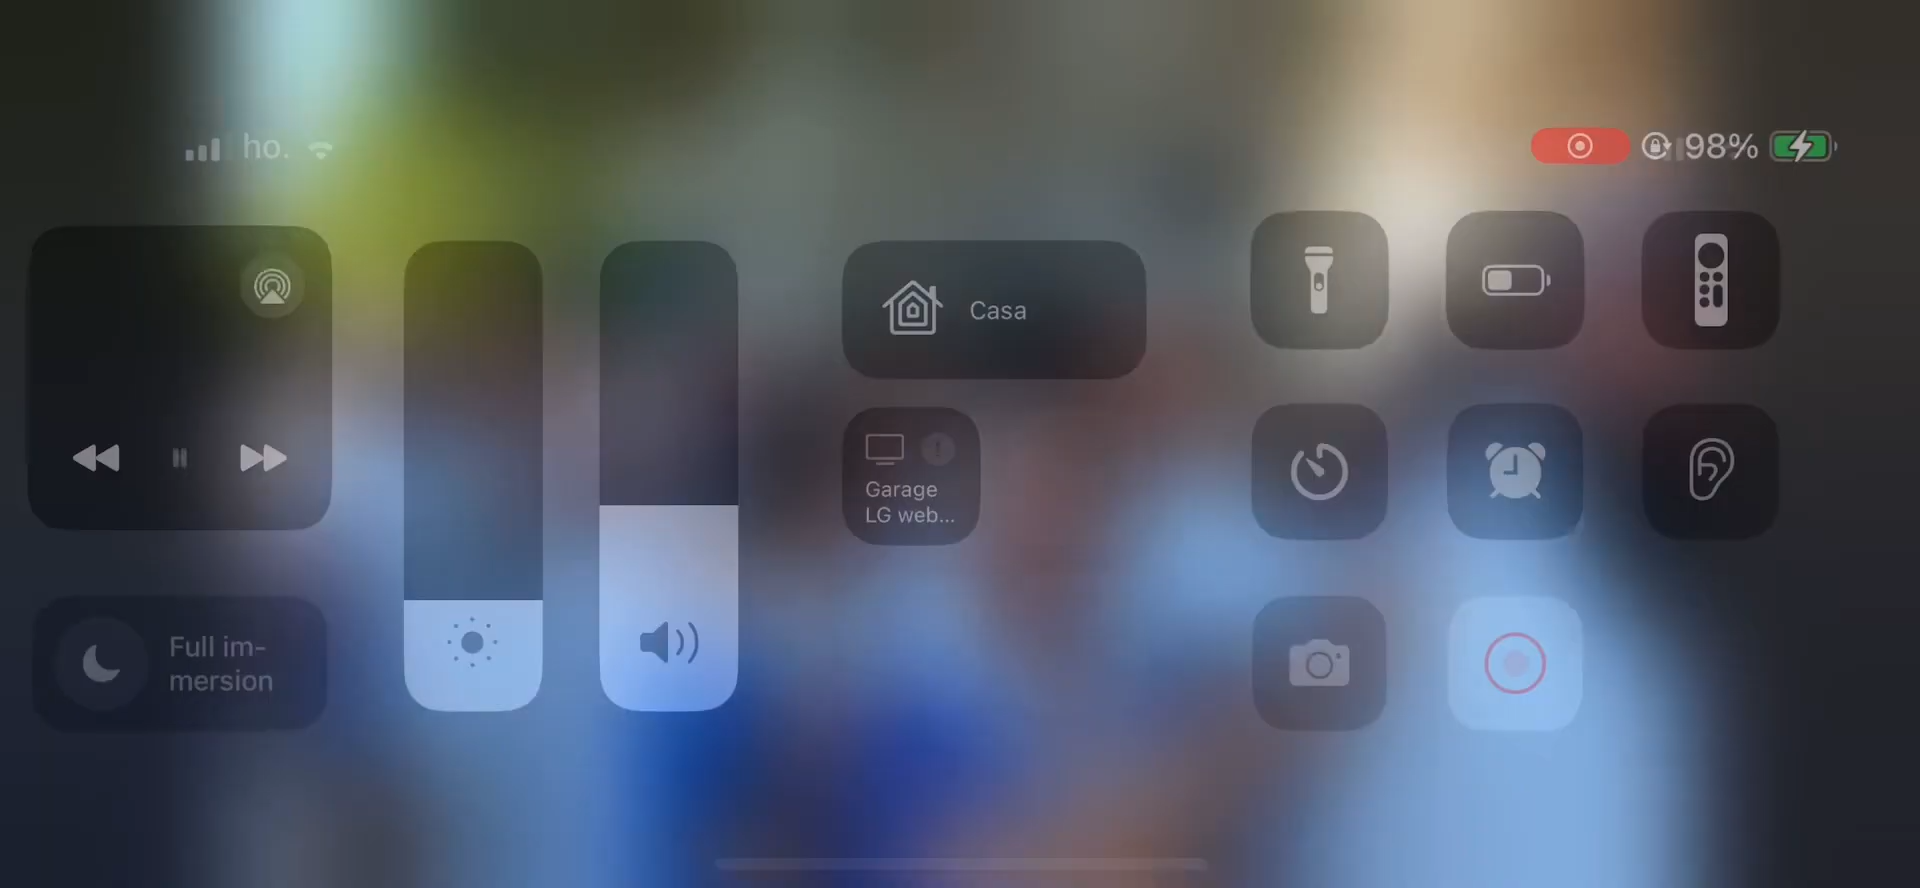 ho.
98%
Casa
Garage
LG web...
Full im-
mersion